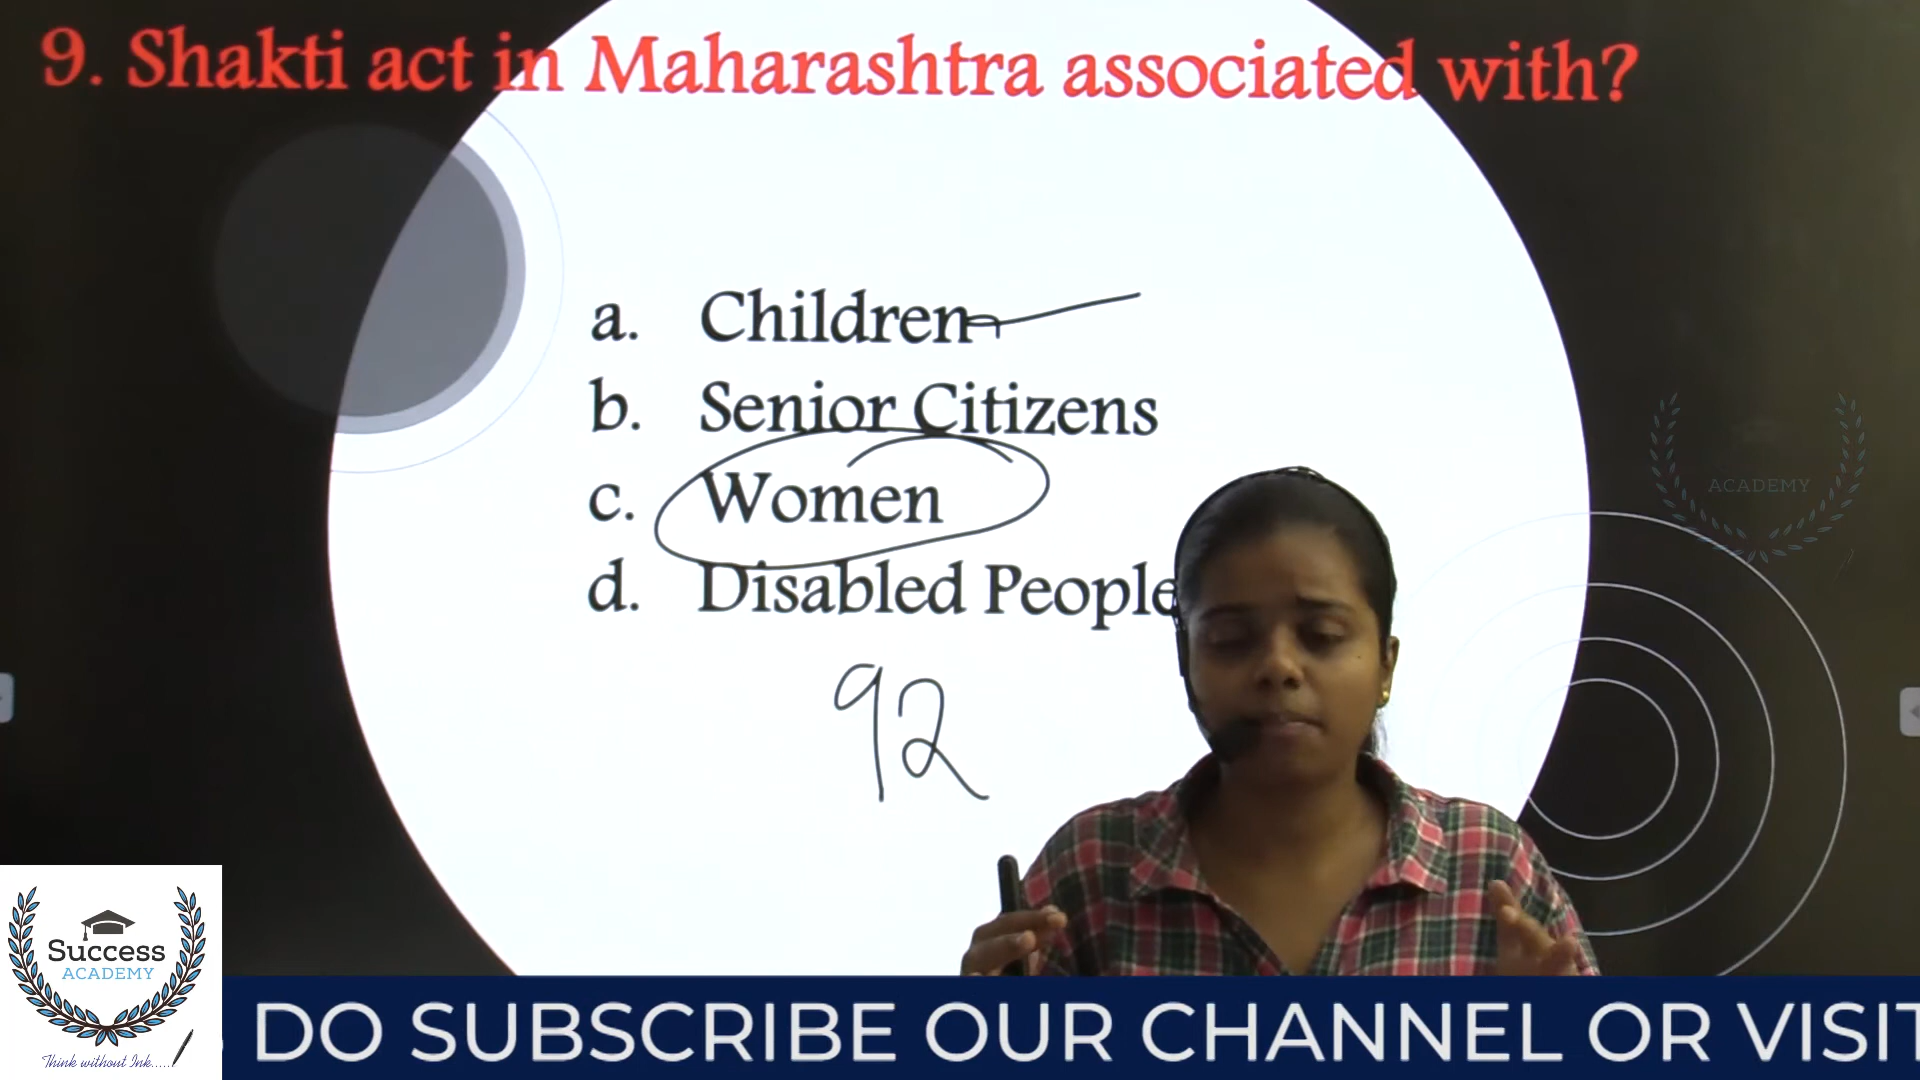 9. Shakti act in Maharashtra associated with?
a. Children
b. Senior Citizens
c. Women
d. Disabled People
92
ACADEMY
Success
ACADEMY
Think without Ink.....
DO SUBSCRIBE OUR CHANNEL OR VISIT